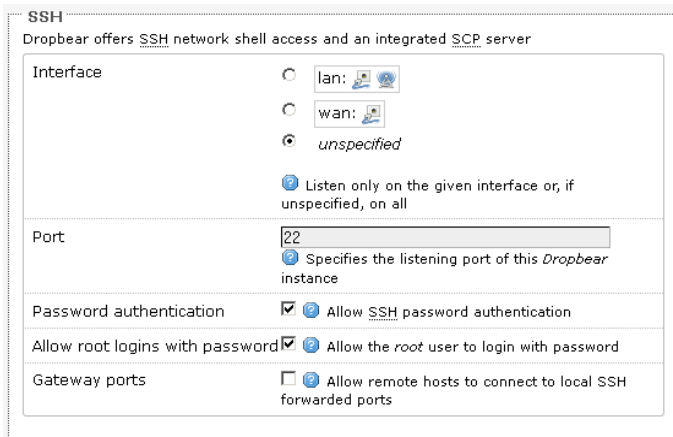 SSH
Dropbear offers SSH network shell access and an integrated SCP server
Interface
lan:
wan:
unspecified
Listen only on the given interface or, if
unspecified, on all
Port
22
Specifies the listening port of this Dropbear
instance
Password authentication
Allow SSH password authentication
Allow root logins with password
Allow the root user to login with password
Gateway ports
Allow remote hosts to connect to local SSH
forwarded ports